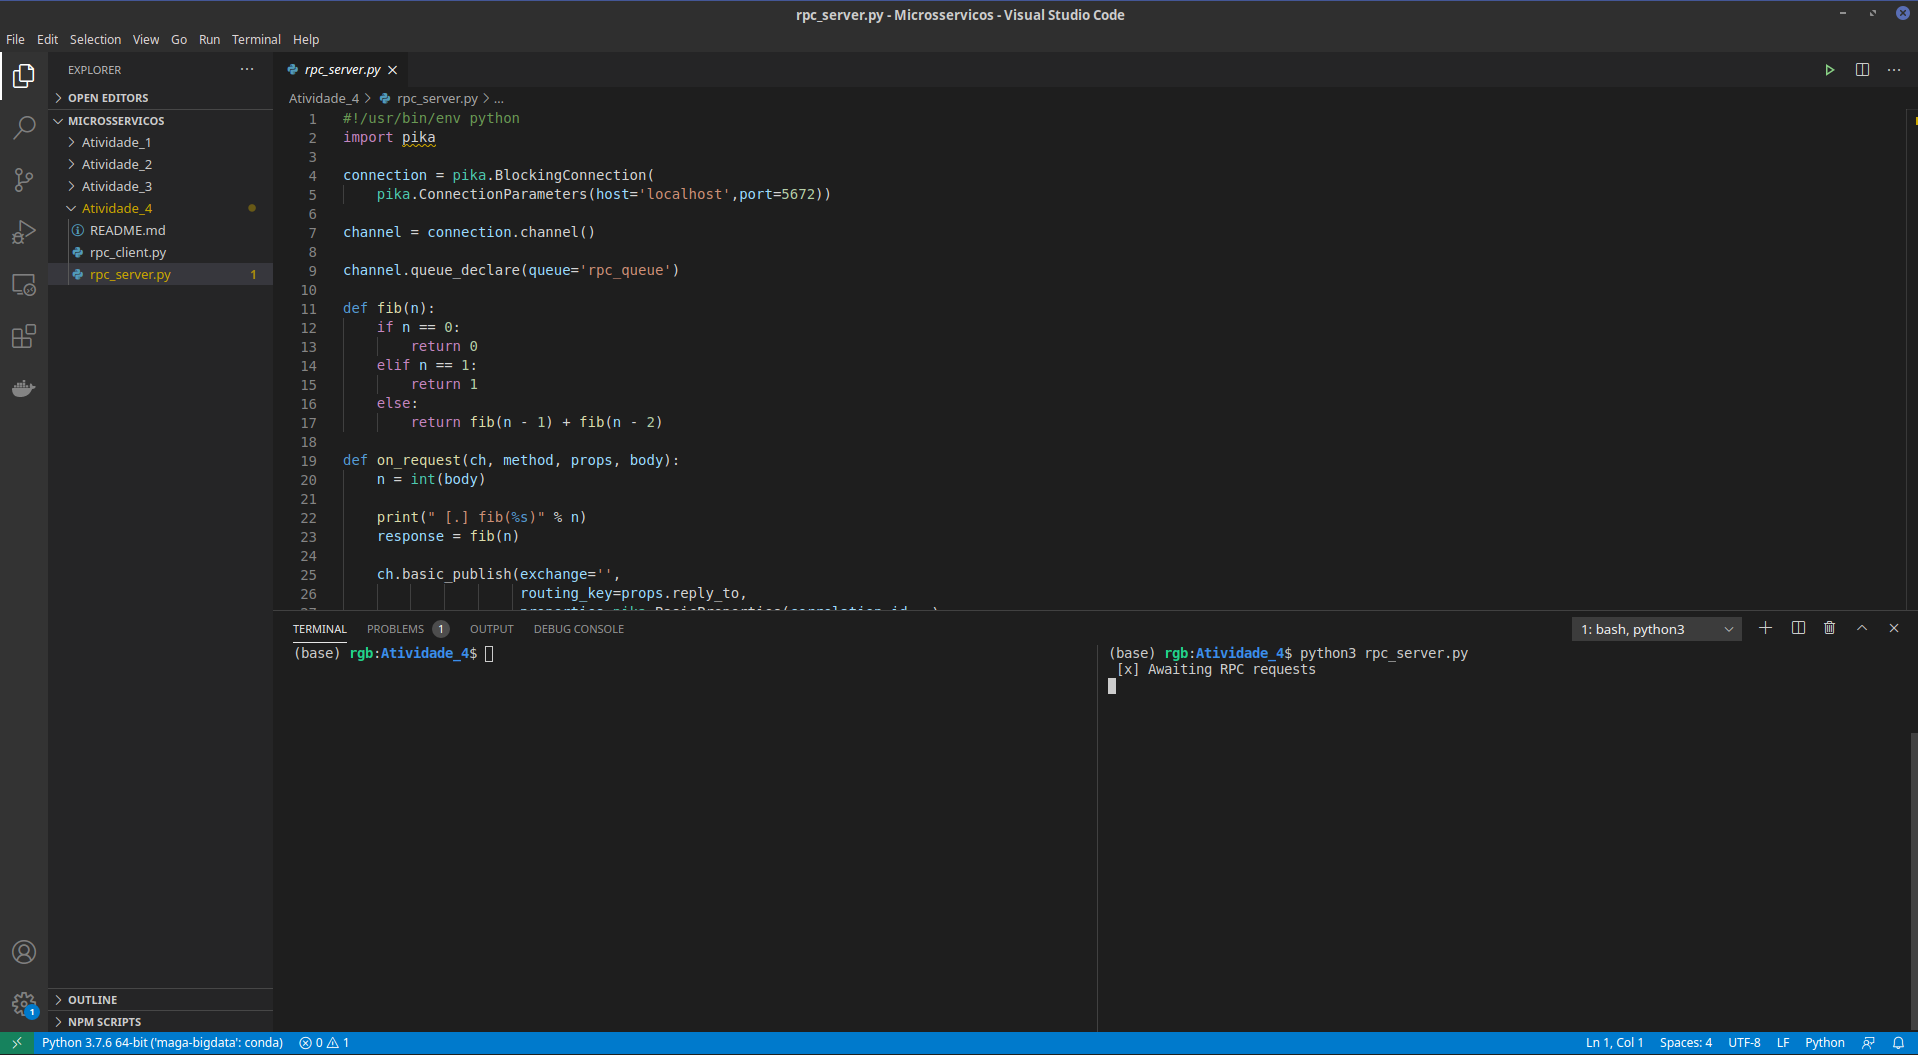 rpc_server.py - Microsservicos - Visual Studio Code
File Edit Selection View Go Run Terminal Help
EXPLORER
OPEN EDITORS
MICROSSERVICOS
Atividade_1
Atividade_2
Atividade_3
Atividade_4
README.md
rpc_client.py
rpc_server.py 1
OUTLINE
NPM SCRIPTS
rpc_server.py
Atividade_4 > rpc_server.py > ...
1 #!/usr/bin/env python
2 import pika
3
4 connection = pika.BlockingConnection(
5     pika.ConnectionParameters(host='localhost',port=5672))
6
7 channel = connection.channel()
8
9 channel.queue_declare(queue='rpc_queue')
10
11 def fib(n):
12     if n == 0:
13         return 0
14     elif n == 1:
15         return 1
16     else:
17         return fib(n - 1) + fib(n - 2)
18
19 def on_request(ch, method, props, body):
20     n = int(body)
21
22     print(" [.] fib(%s)" % n)
23     response = fib(n)
24
25     ch.basic_publish(exchange='',
26                      routing_key=props.reply_to,
TERMINAL PROBLEMS 1 OUTPUT DEBUG CONSOLE
1: bash, python3
(base) rgb:Atividade_4$
(base) rgb:Atividade_4$ python3 rpc_server.py
[x] Awaiting RPC requests
1
Python 3.7.6 64-bit ('maga-bigdata': conda) 0 1
Ln 1, Col 1 Spaces: 4 UTF-8 LF Python